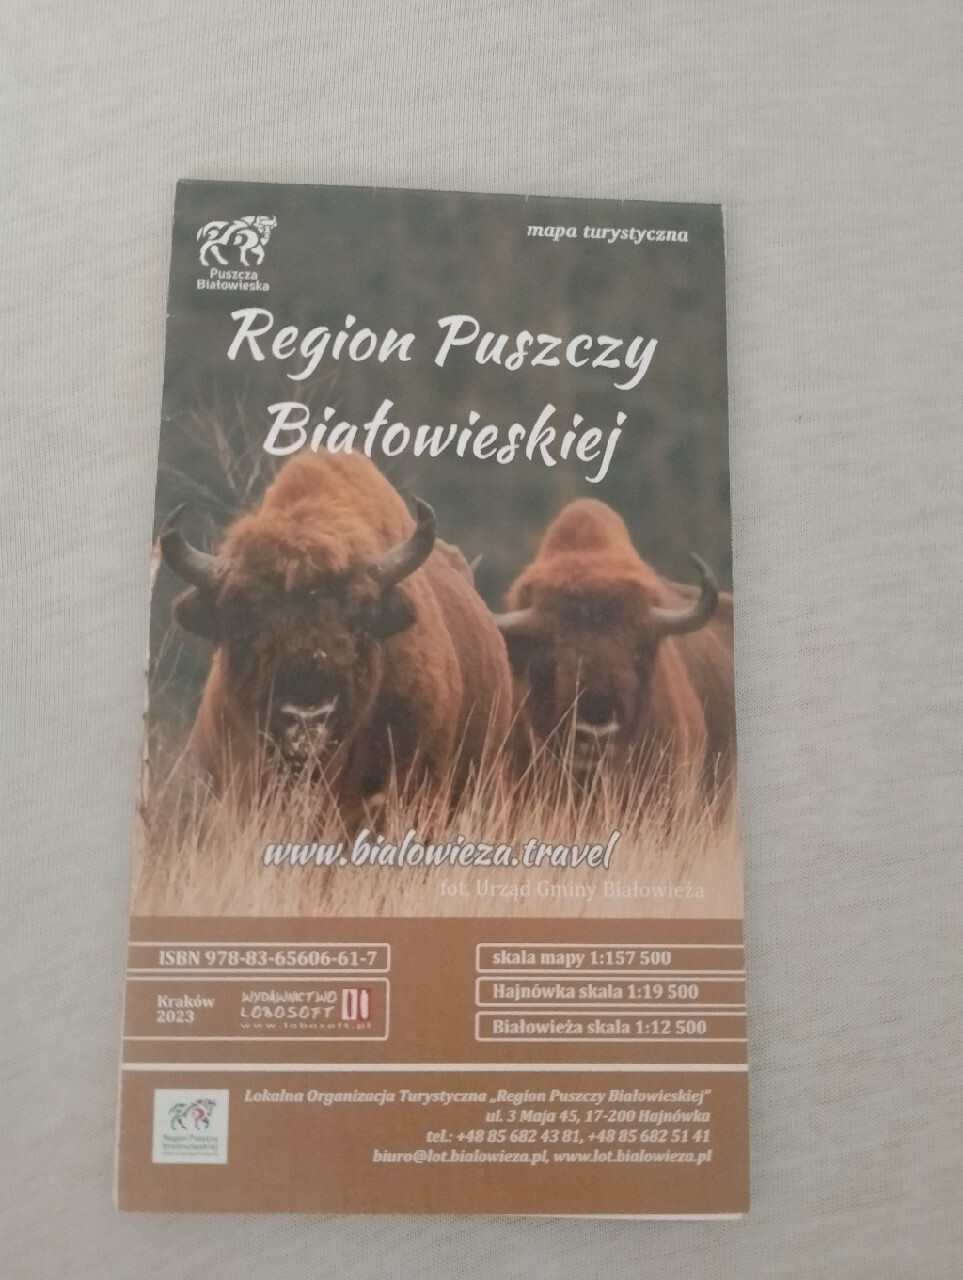 Puszcza
Białowieska
mapa turystyczna
Region Puszczy
Białowieskiej
www.bialowieza.travel
fot. Urząd Gminy Białowieża
ISBN 978-83-65606-61-7
Kraków
2023
WYDAWNICTWO
LOBOSOFT
www.lobosoft.pl
skala mapy 1:157 500
Hajnówka skala 1:19 500
Białowieża skala 1:12 500
Region Puszczy
Białowieskiej
Lokalna Organizacja Turystyczna „Region Puszczy Białowieskiej”
ul. 3 Maja 45, 17-200 Hajnówka
tel.: +48 85 682 43 81, +48 85 682 51 41
biuro@lot.bialowieza.pl, www.lot.bialowieza.pl